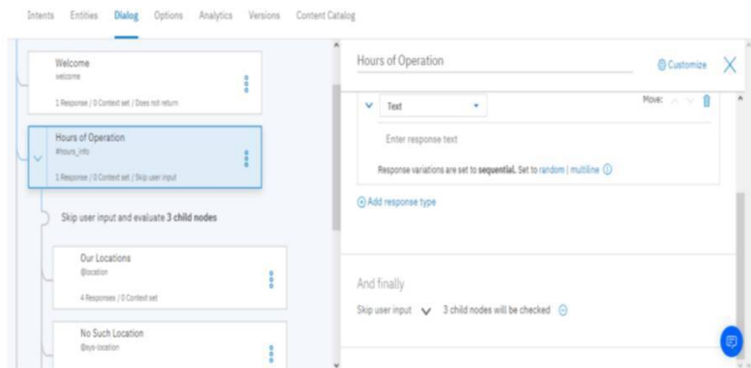 Intents Entities Dialog Options Analytics Versions Content Catalog
Welcome
welcome
1 Response / 0 Context set / Does not return
Hours of Operation
#hours_info
1 Response / 0 Context set / Skip user input
Skip user input and evaluate 3 child nodes
Our Locations
@location
4 Responses / 0 Context set
No Such Location
@sys-location
Hours of Operation
Customize
Text
Move:
Enter response text
Response variations are set to sequential. Set to random | multiline
Add response type
And finally
Skip user input 3 child nodes will be checked